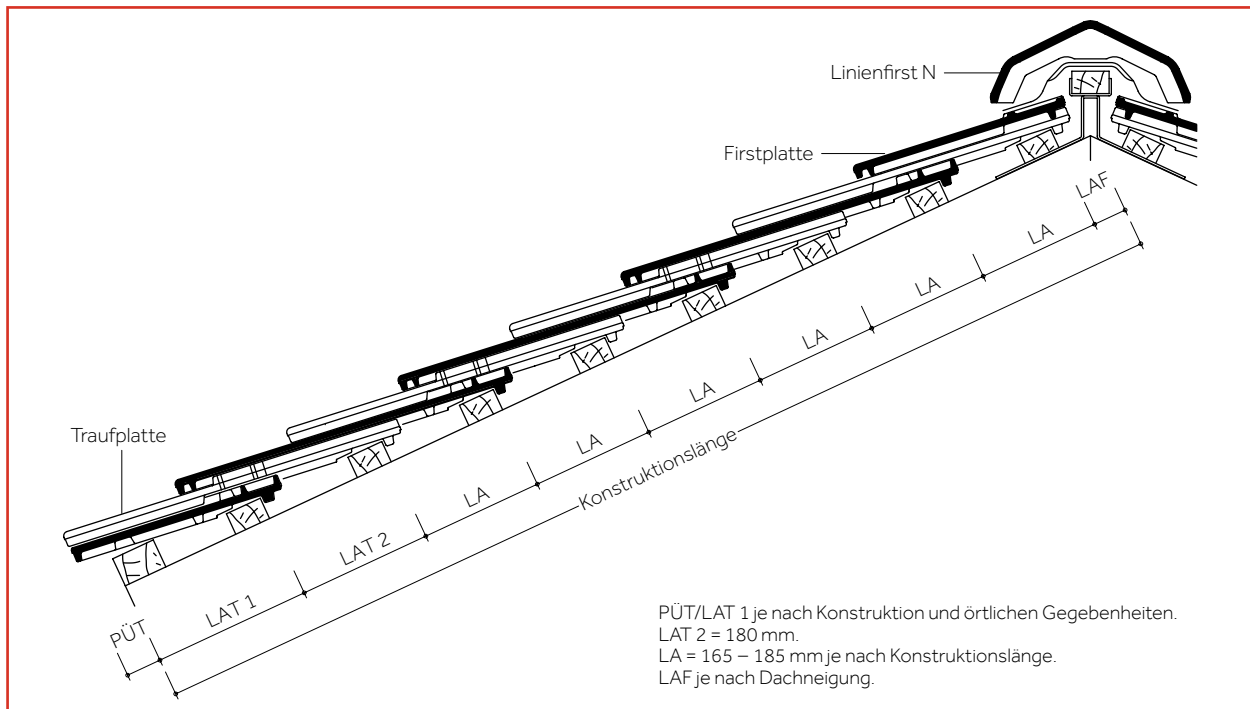 Linienfirst N
Firstplatte
Traufplatte
PÜT
LAT 1
LAT 2
LA
LA
LA
LA
LA
LA
LAF
Konstruktionslänge
PÜT/LAT 1 je nach Konstruktion und örtlichen Gegebenheiten.
LAT 2 = 180 mm.
LA = 165 – 185 mm je nach Konstruktionslänge.
LAF je nach Dachneigung.